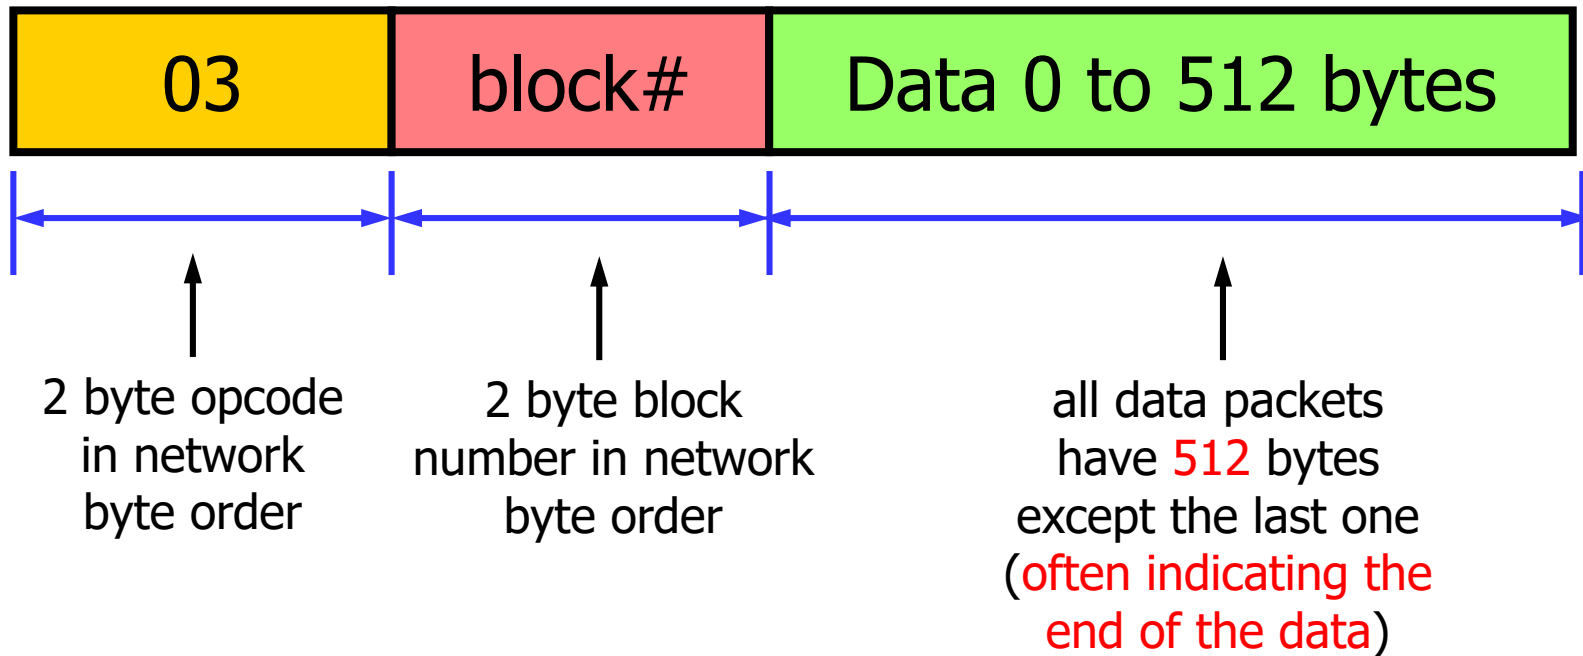 03 block# Data 0 to 512 bytes
2 byte opcode
in network
byte order
2 byte block
number in network
byte order
all data packets
have 512 bytes
except the last one
(often indicating the
end of the data)